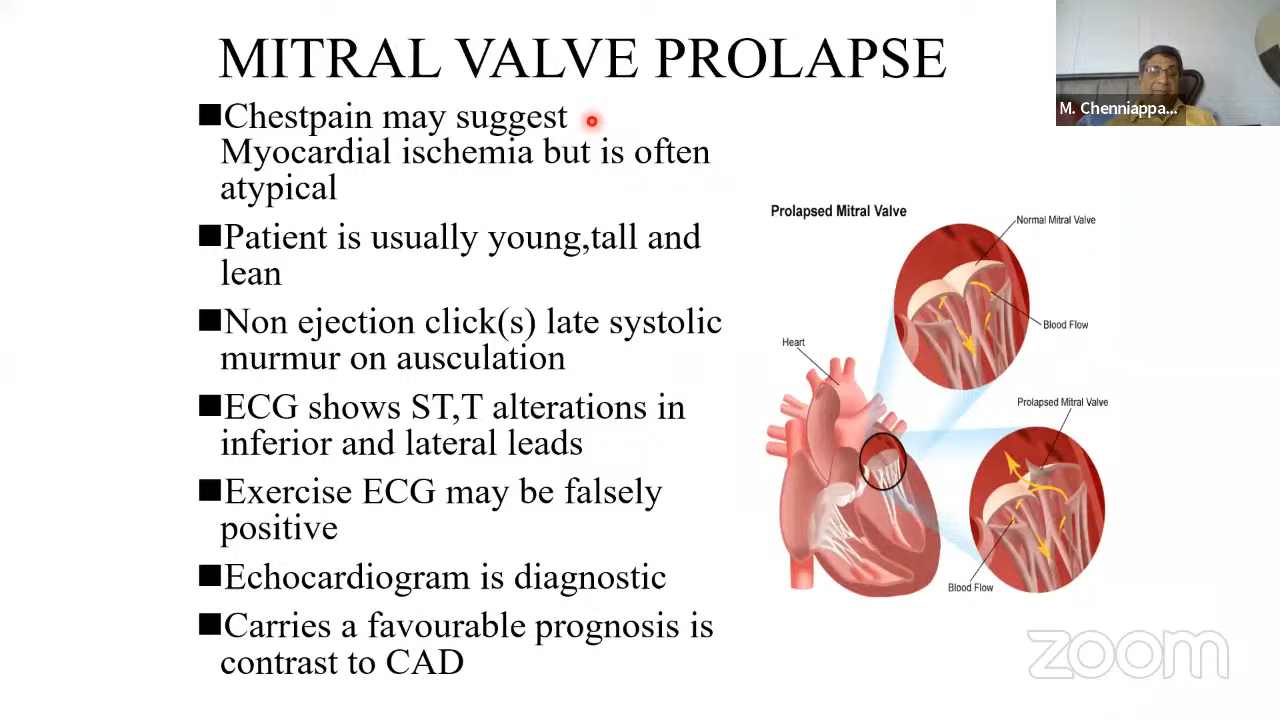 MITRAL VALVE PROLAPSE
■Chestpain may suggest
Myocardial ischemia but is often
atypical
■Patient is usually young,tall and
lean
■Non ejection click(s) late systolic
murmur on ausculation
■ECG shows ST,T alterations in
inferior and lateral leads
■Exercise ECG may be falsely
positive
■Echocardiogram is diagnostic
■Carries a favourable prognosis is
contrast to CAD
Prolapsed Mitral Valve
Normal Mitral Valve
Blood Flow
Heart
Prolapsed Mitral Valve
Blood Flow
M. Chenniappa...
zoom